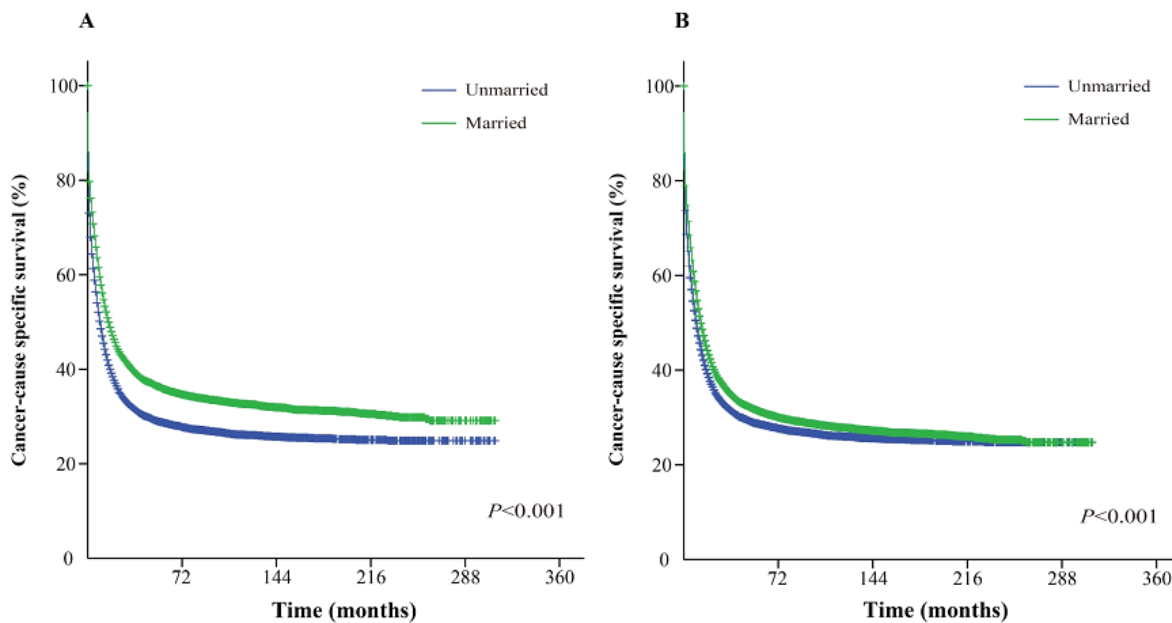 A
Cancer-cause specific survival (%)
100
80
60
40
20
0
Unmarried
Married
P<0.001
72 144 216 288 360
Time (months)
B
Cancer-cause specific survival (%)
100
80
60
40
20
0
Unmarried
Married
P<0.001
72 144 216 288 360
Time (months)